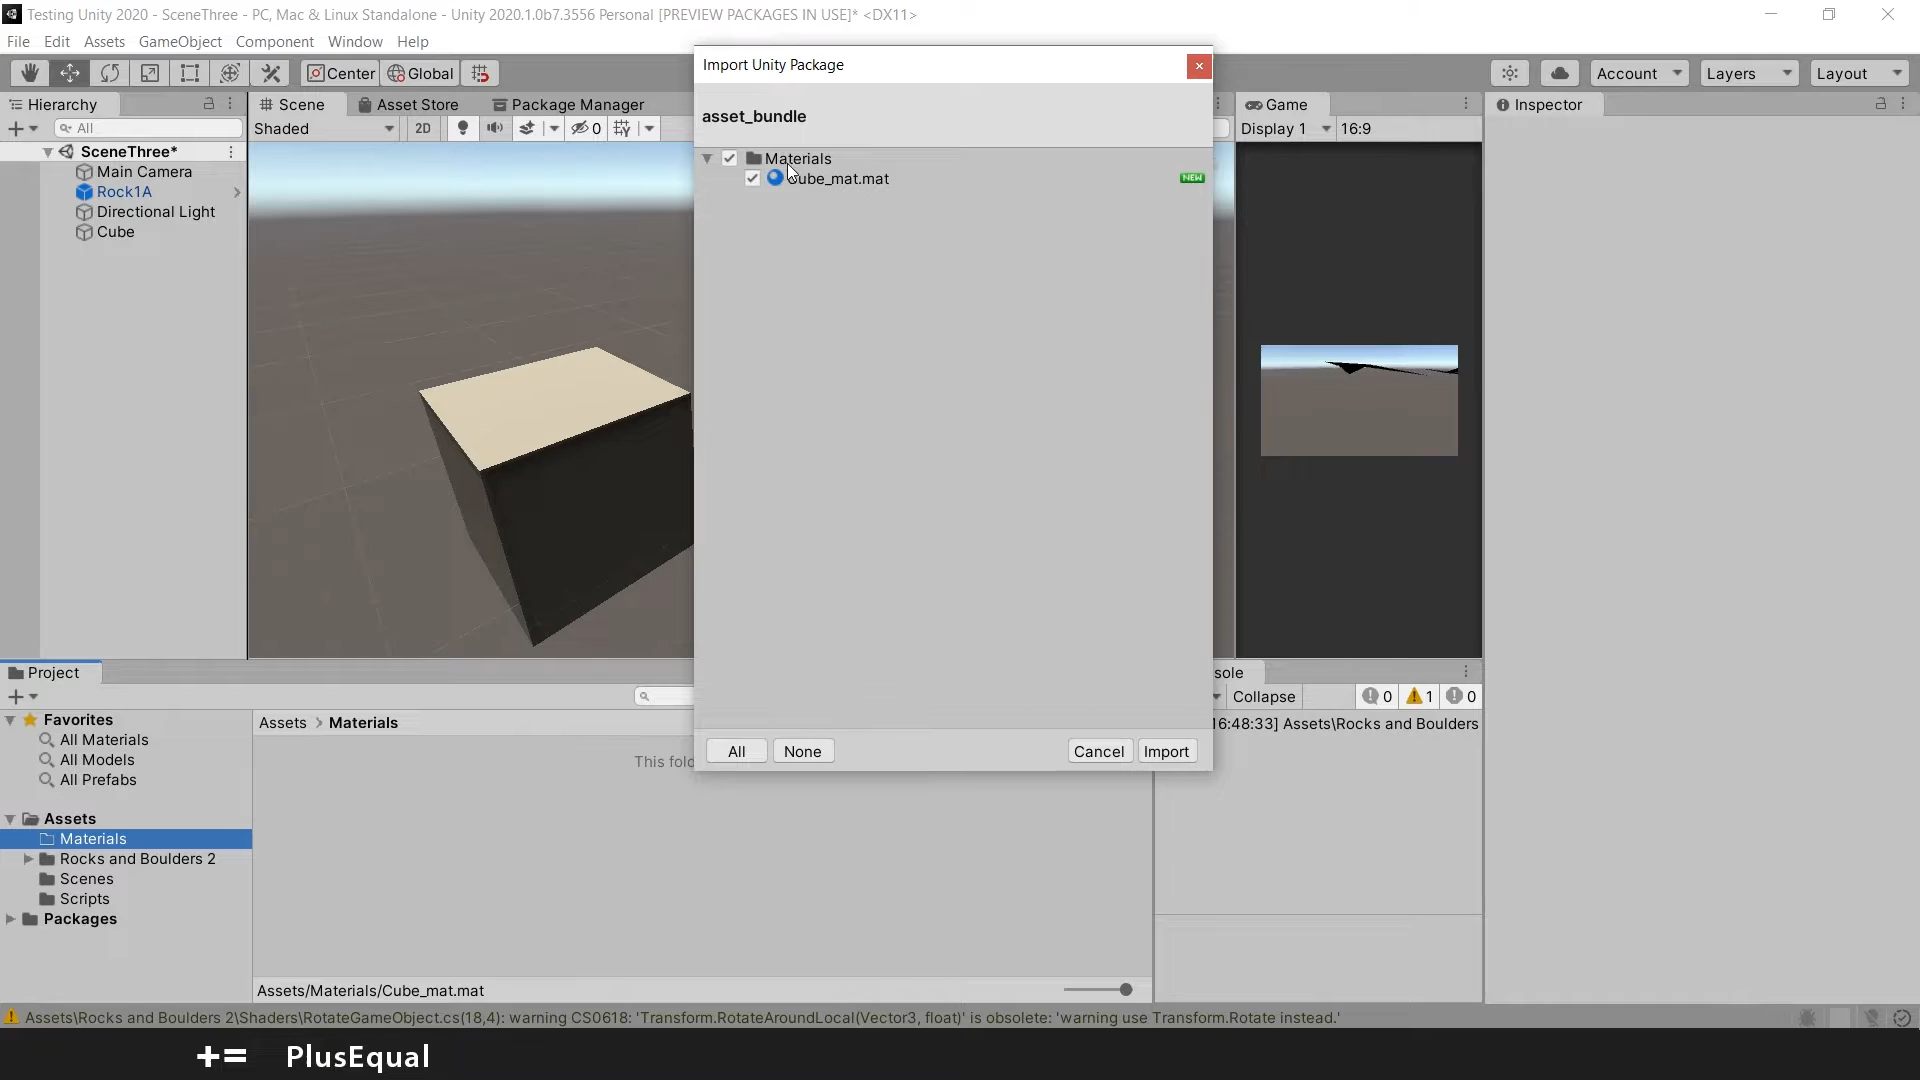 Testing Unity 2020 - SceneThree - PC, Mac & Linux Standalone - Unity 2020.1.0b7.3556 Personal [PREVIEW PACKAGES IN USE]* <DX11>
File Edit Assets GameObject Component Window Help
Import Unity Package
Center Global Account Layers Layout
Hierarchy Scene Asset Store Package Manager Game Inspector
All Shaded 2D 0 Display 1 16:9
asset_bundle
SceneThree*
Materials
Main Camera
Cube_mat.mat NEW
Rock1A
Directional Light
Cube
Project
Collapse 0 1 0
Favorites
Assets > Materials
16:48:33] Assets\Rocks and Boulders
All Materials
All None Cancel Import
All Models
This
All Prefabs
Assets
Materials
Rocks and Boulders 2
Scenes
Scripts
Packages
Assets/Materials/Cube_mat.mat
Assets\Rocks and Boulders 2\Shaders\RotateGameObject.cs(18,4): warning CS0618: 'Transform.RotateAroundLocal(Vector3, float)' is obsolete: 'warning use Transform.Rotate instead.'
+= PlusEqual